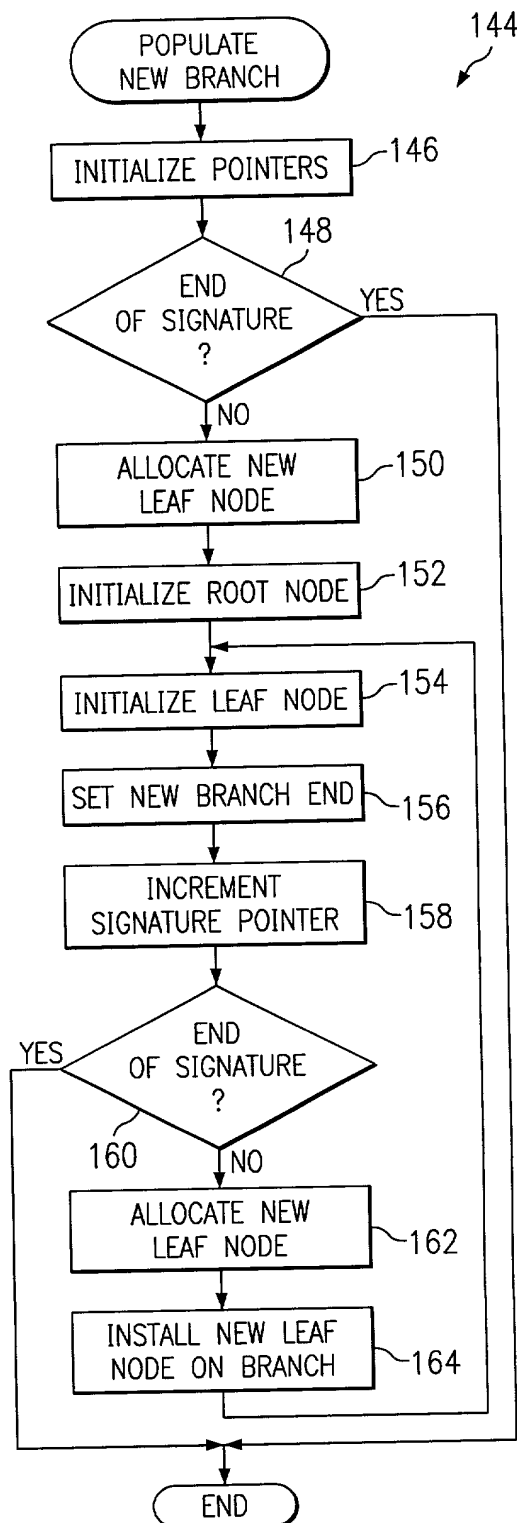 144
POPULATE
NEW BRANCH
INITIALIZE POINTERS
146
148
END
OF SIGNATURE
?
YES
NO
ALLOCATE NEW
LEAF NODE
150
INITIALIZE ROOT NODE
152
INITIALIZE LEAF NODE
154
SET NEW BRANCH END
156
INCREMENT
SIGNATURE POINTER
158
END
OF SIGNATURE
?
YES
160
NO
ALLOCATE NEW
LEAF NODE
162
INSTALL NEW LEAF
NODE ON BRANCH
164
END